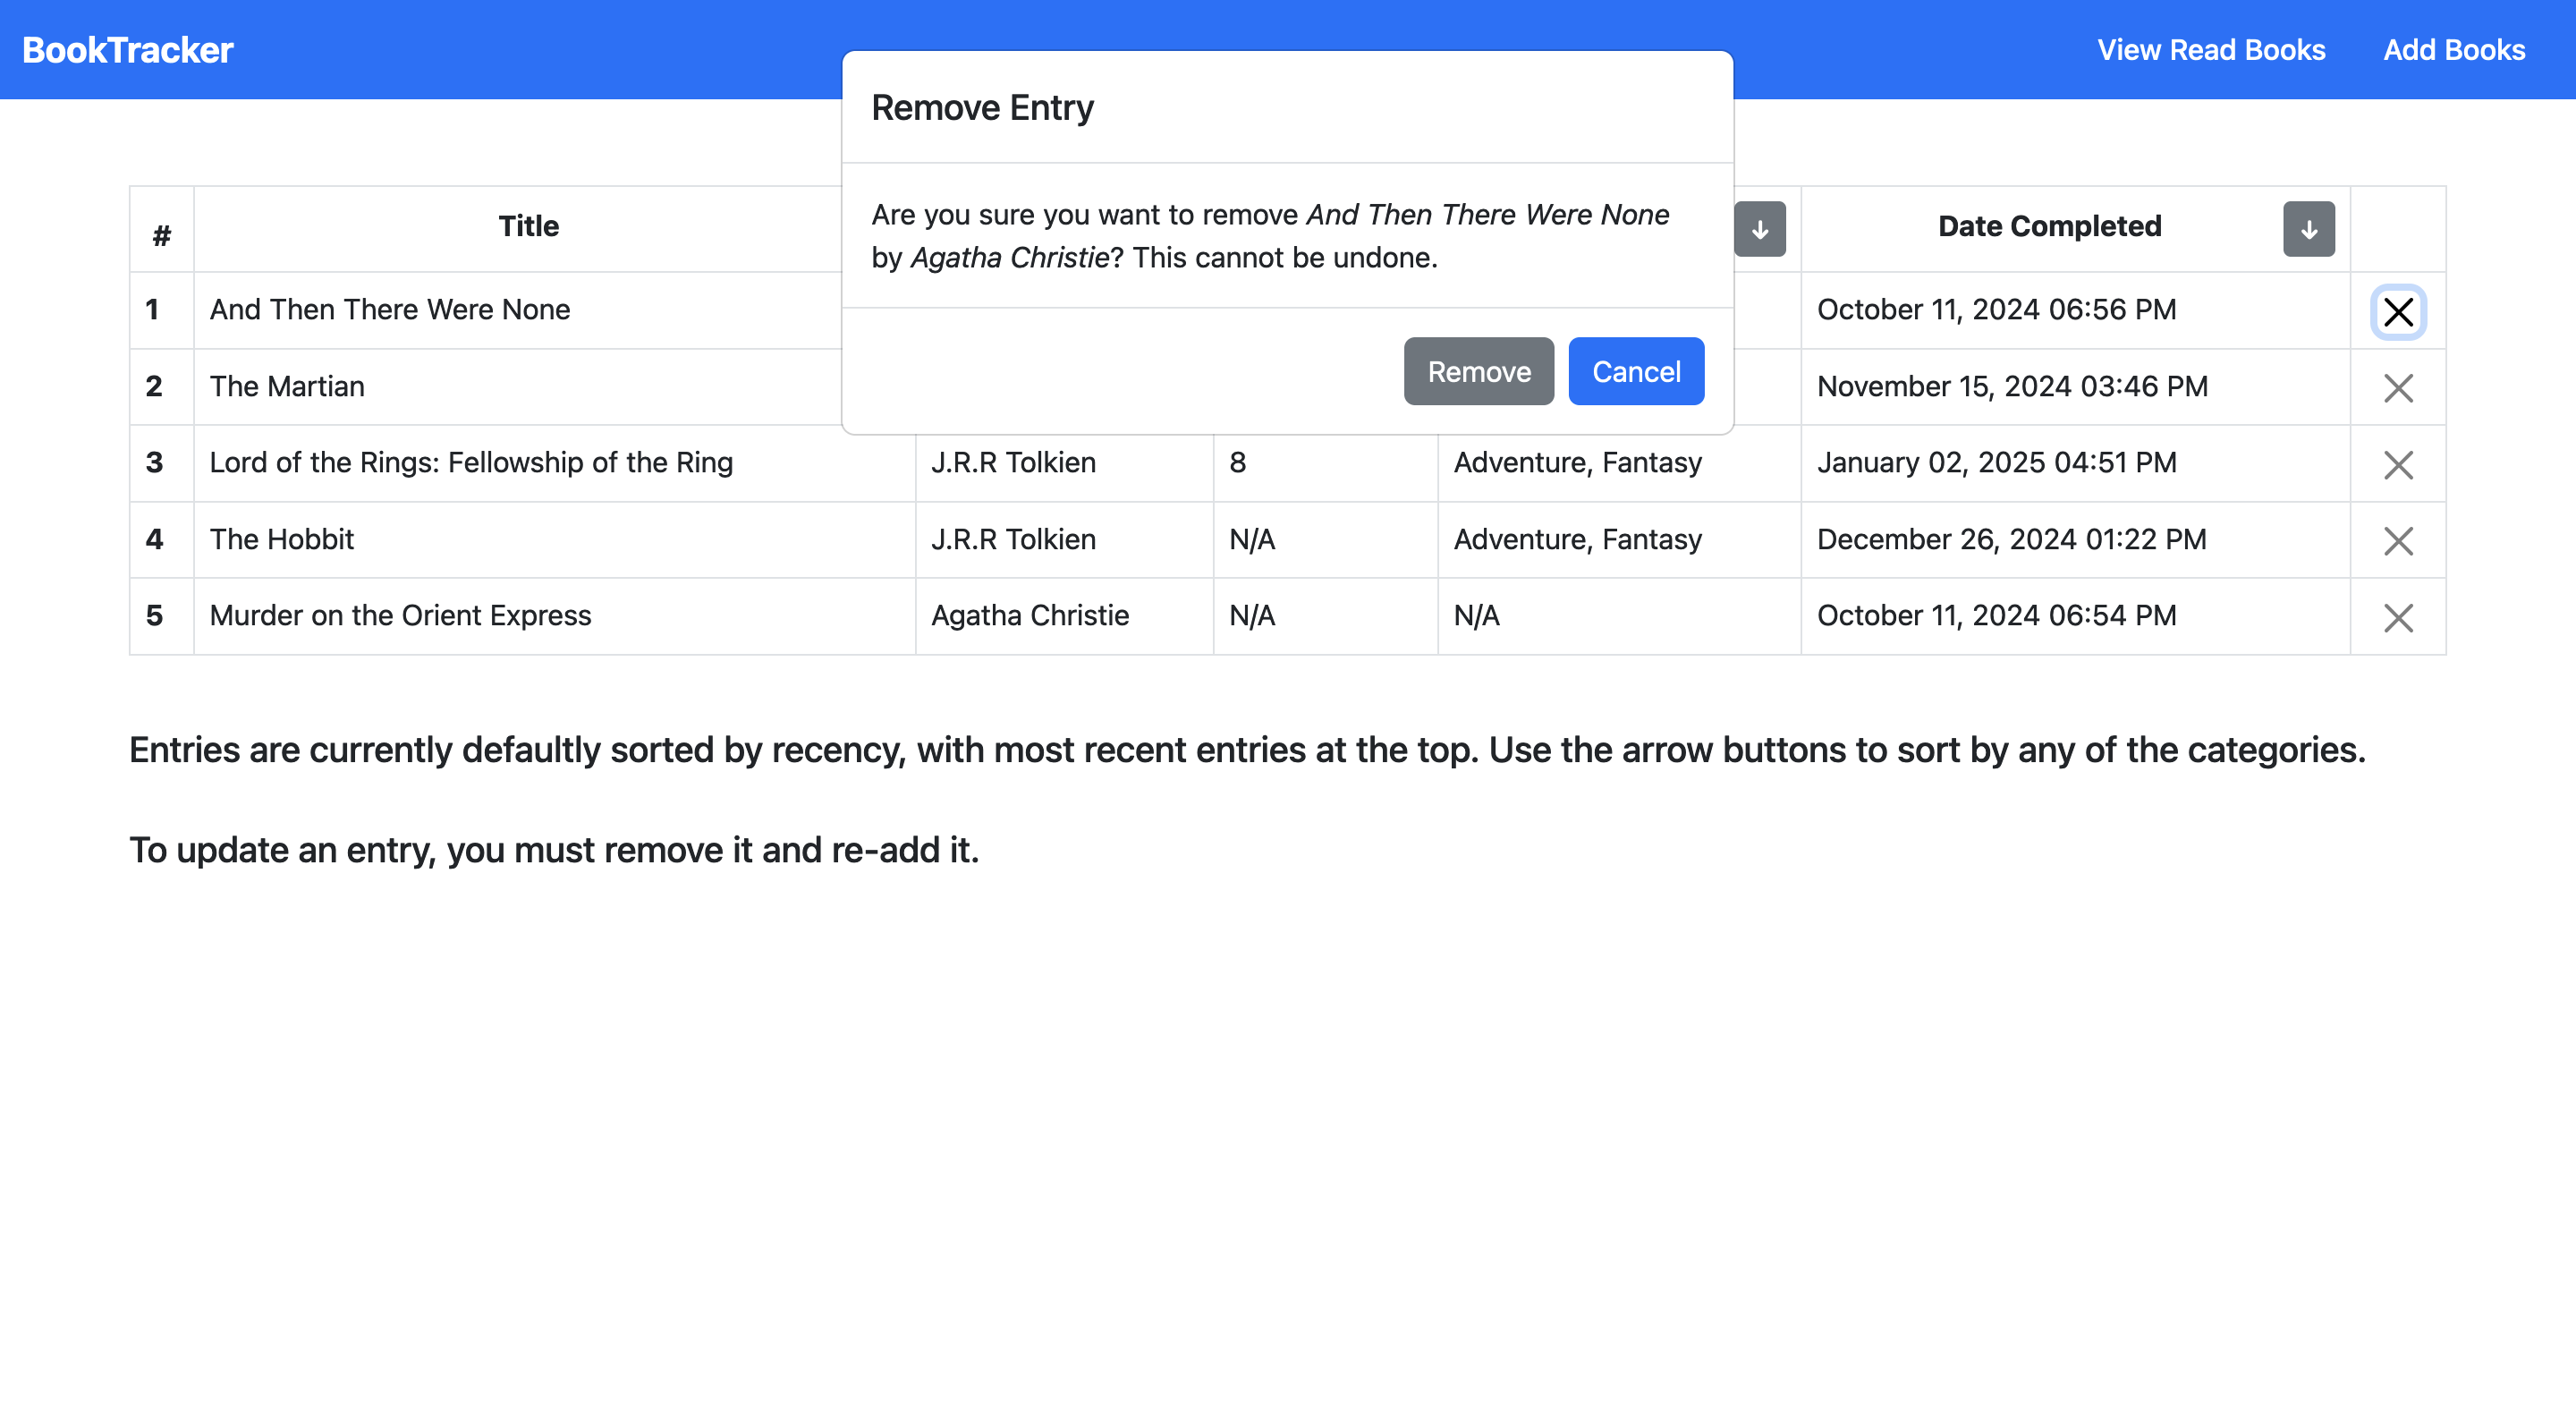 BookTracker
View Read Books
Add Books
Remove Entry
Are you sure you want to remove And Then There Were None
by Agatha Christie? This cannot be undone.
Remove
Cancel
# Title Date Completed
1 And Then There Were None October 11, 2024 06:56 PM
2 The Martian November 15, 2024 03:46 PM
3 Lord of the Rings: Fellowship of the Ring J.R.R Tolkien 8 Adventure, Fantasy January 02, 2025 04:51 PM
4 The Hobbit J.R.R Tolkien N/A Adventure, Fantasy December 26, 2024 01:22 PM
5 Murder on the Orient Express Agatha Christie N/A N/A October 11, 2024 06:54 PM
Entries are currently defaultly sorted by recency, with most recent entries at the top. Use the arrow buttons to sort by any of the categories.
To update an entry, you must remove it and re-add it.